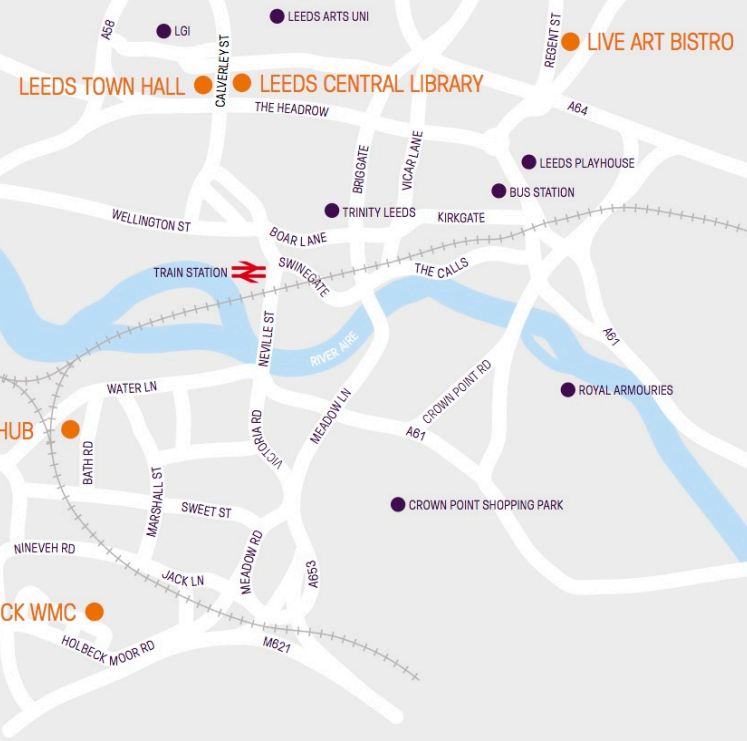 LEEDS ARTS UNI
A58
LGI
REGENT ST
LIVE ART BISTRO
CALVERLEY ST
LEEDS TOWN HALL
LEEDS CENTRAL LIBRARY
THE HEADROW
A64
BRIGGATE
VICAR LANE
LEEDS PLAYHOUSE
BUS STATION
WELLINGTON ST
TRINITY LEEDS
KIRKGATE
BOAR LANE
TRAIN STATION
SWINEGATE
THE CALLS
NEVILLE ST
RIVER AIRE
A61
WATER LN
CROWN POINT RD
ROYAL ARMOURIES
MEADOW LN
HUB
VICTORIA RD
A61
BATH RD
MARSHALL ST
SWEET ST
CROWN POINT SHOPPING PARK
NINEVEH RD
MEADOW RD
JACK LN
A653
CK WMC
HOLBECK MOOR RD
M621